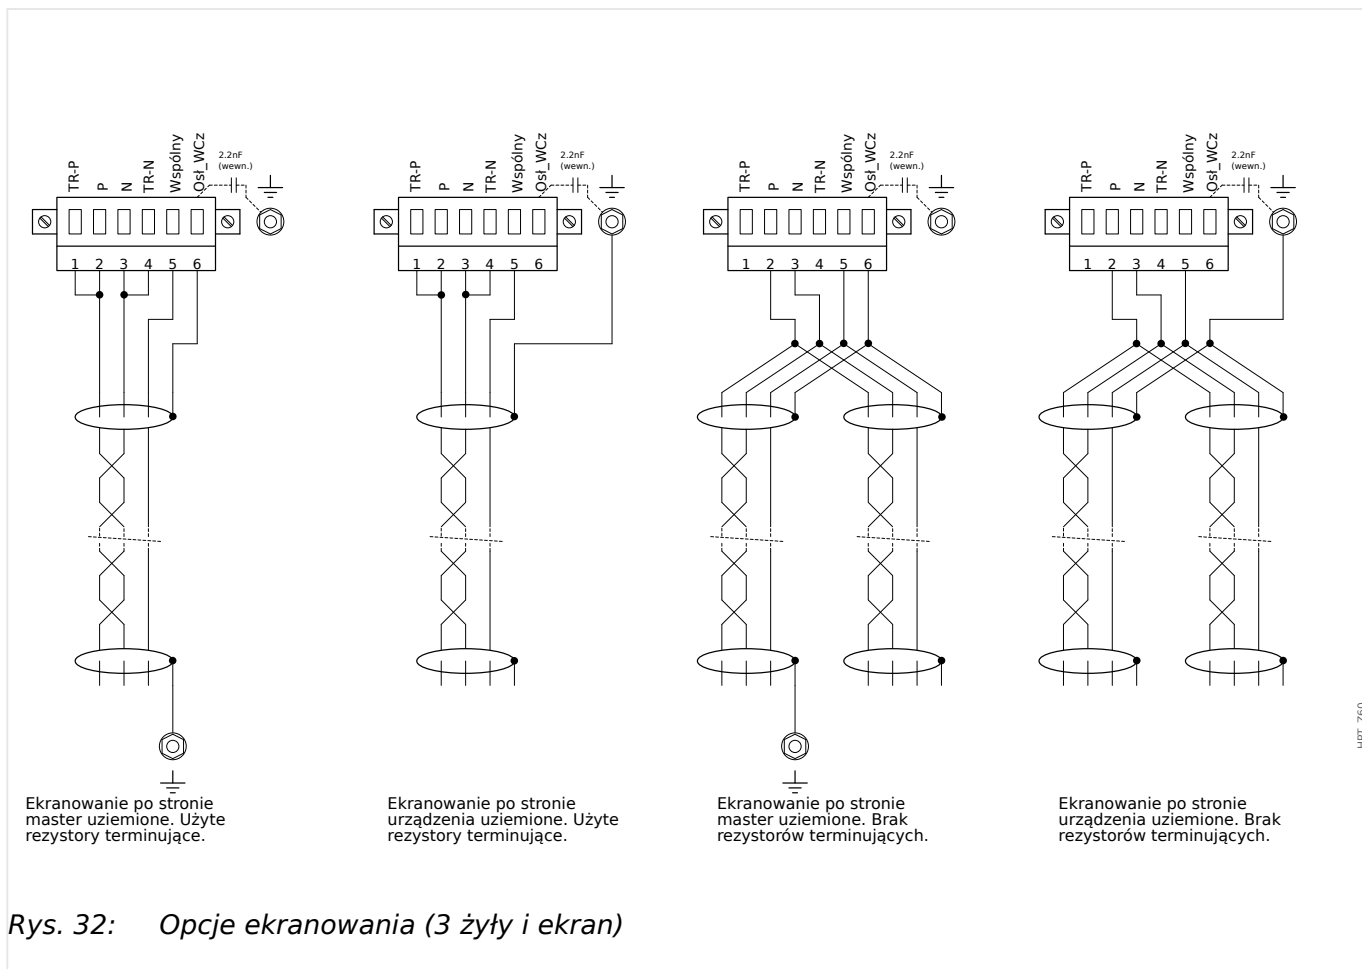 TR-P
P
N
TR-N
Wspólny
Osł_WCz
2.2nF
(wewn.)
1 2 3 4 5 6
Ekranowanie po stronie
master uziemione. Użyte
rezystory terminujące.
TR-P
P
N
TR-N
Wspólny
Osł_WCz
2.2nF
(wewn.)
1 2 3 4 5 6
Ekranowanie po stronie
urządzenia uziemione. Użyte
rezystory terminujące.
TR-P
P
N
TR-N
Wspólny
Osł_WCz
2.2nF
(wewn.)
1 2 3 4 5 6
Ekranowanie po stronie
master uziemione. Brak
rezystorów terminujących.
TR-P
P
N
TR-N
Wspólny
Osł_WCz
2.2nF
(wewn.)
1 2 3 4 5 6
Ekranowanie po stronie
urządzenia uziemione. Brak
rezystorów terminujących.
Rys. 32: Opcje ekranowania (3 żyły i ekran)